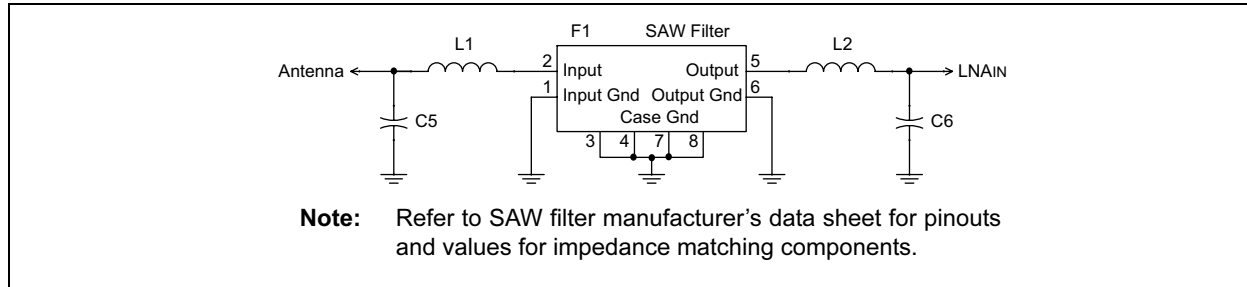 F1 SAW Filter
L1 L2
2 5
Antenna Input Output LNAIN
1 6
Input Gnd Output Gnd
C5 Case Gnd C6
3 4 7 8
Note: Refer to SAW filter manufacturer's data sheet for pinouts
and values for impedance matching components.